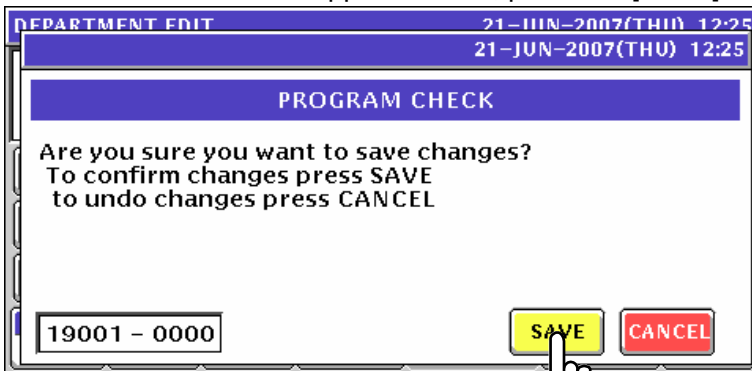 DEPARTMENT EDIT 21-JUN-2007(THU) 12:25
21-JUN-2007(THU) 12:25
PROGRAM CHECK
Are you sure you want to save changes?
To confirm changes press SAVE
to undo changes press CANCEL
19001 - 0000
SAVE
CANCEL